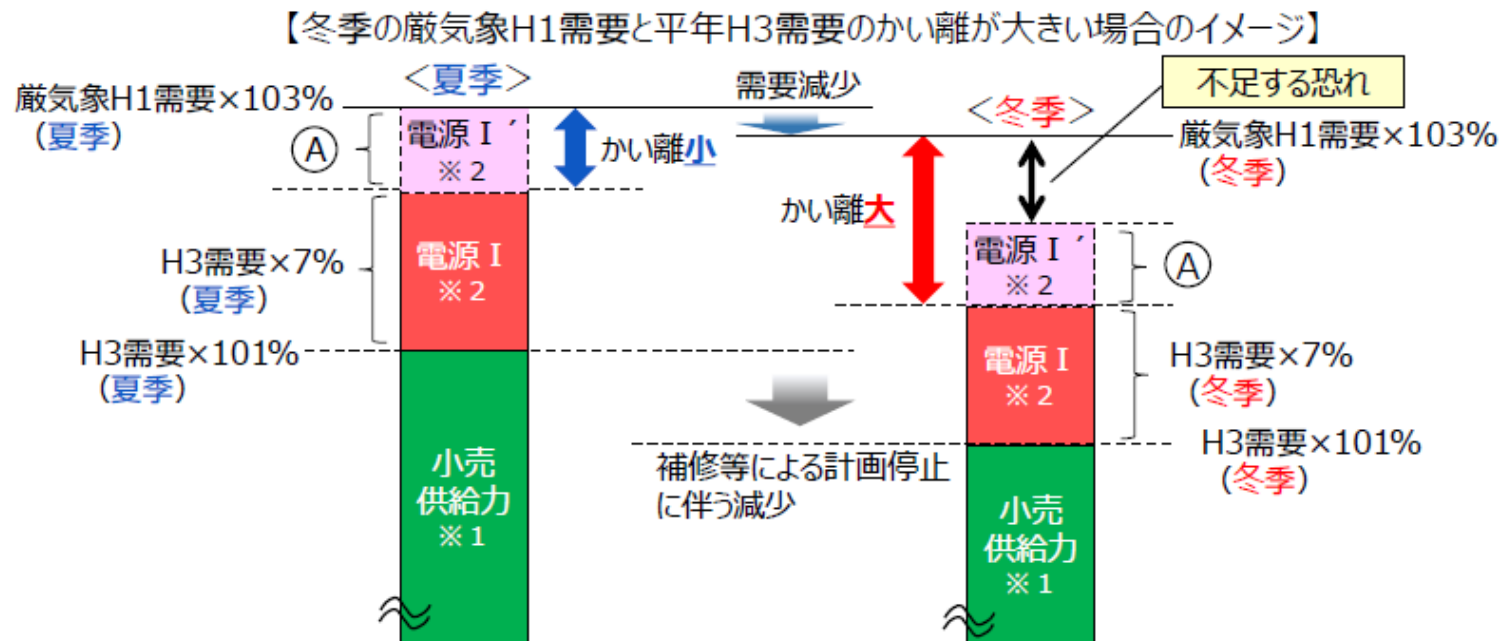 【冬季の厳気象H1需要と平年H3需要のかい離が大きい場合のイメージ】
＜夏季＞
厳気象H1需要×103%
（夏季）
Ⓐ
電源Ⅰ´
※２
かい離小
H3需要×7%
（夏季）
電源Ⅰ
※２
H3需要×101%
（夏季）
小売
供給力
※１
需要減少
不足する恐れ
＜冬季＞
厳気象H1需要×103%
（冬季）
かい離大
電源Ⅰ´
※２
Ⓐ
電源Ⅰ
※２
H3需要×7%
（冬季）
H3需要×101%
（冬季）
補修等による計画停止
に伴う減少
小売
供給力
※１